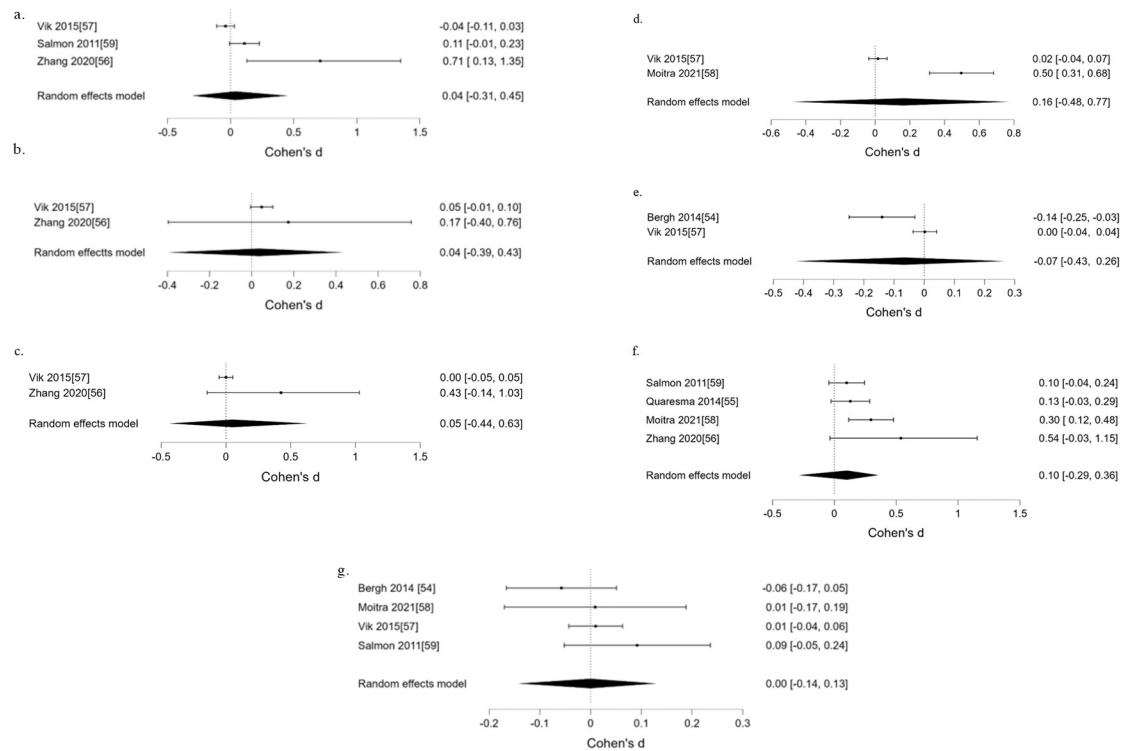 a.
Vik 2015[57] -0.04 [-0.11, 0.03]
Salmon 2011[59] 0.11 [-0.01, 0.23]
Zhang 2020[56] 0.71 [ 0.13, 1.35]
Random effects model 0.04 [-0.31, 0.45]
-0.5 0 0.5 1 1.5
Cohen's d
b.
Vik 2015[57] 0.05 [-0.01, 0.10]
Zhang 2020[56] 0.17 [-0.40, 0.76]
Random effectts model 0.04 [-0.39, 0.43]
-0.4 -0.2 0 0.2 0.4 0.6 0.8
Cohen's d
c.
Vik 2015[57] 0.00 [-0.05, 0.05]
Zhang 2020[56] 0.43 [-0.14, 1.03]
Random effects model 0.05 [-0.44, 0.63]
-0.5 0 0.5 1 1.5
Cohen's d
d.
Vik 2015[57] 0.02 [-0.04, 0.07]
Moitra 2021[58] 0.50 [ 0.31, 0.68]
Random effects model 0.16 [-0.48, 0.77]
-0.6 -0.4 -0.2 0 0.2 0.4 0.6 0.8
Cohen's d
e.
Bergh 2014[54] -0.14 [-0.25, -0.03]
Vik 2015[57] 0.00 [-0.04, 0.04]
Random effects model -0.07 [-0.43, 0.26]
-0.5 -0.4 -0.3 -0.2 -0.1 0 0.1 0.2 0.3
Cohen's d
f.
Salmon 2011[59] 0.10 [-0.04, 0.24]
Quaresma 2014[55] 0.13 [-0.03, 0.29]
Moitra 2021[58] 0.30 [ 0.12, 0.48]
Zhang 2020[56] 0.54 [-0.03, 1.15]
Random effects model 0.10 [-0.29, 0.36]
-0.5 0 0.5 1 1.5
Cohen's d
g.
Bergh 2014 [54] -0.06 [-0.17, 0.05]
Moitra 2021[58] 0.01 [-0.17, 0.19]
Vik 2015[57] 0.01 [-0.04, 0.06]
Salmon 2011[59] 0.09 [-0.05, 0.24]
Random effects model 0.00 [-0.14, 0.13]
-0.2 -0.1 0 0.1 0.2 0.3
Cohen's d